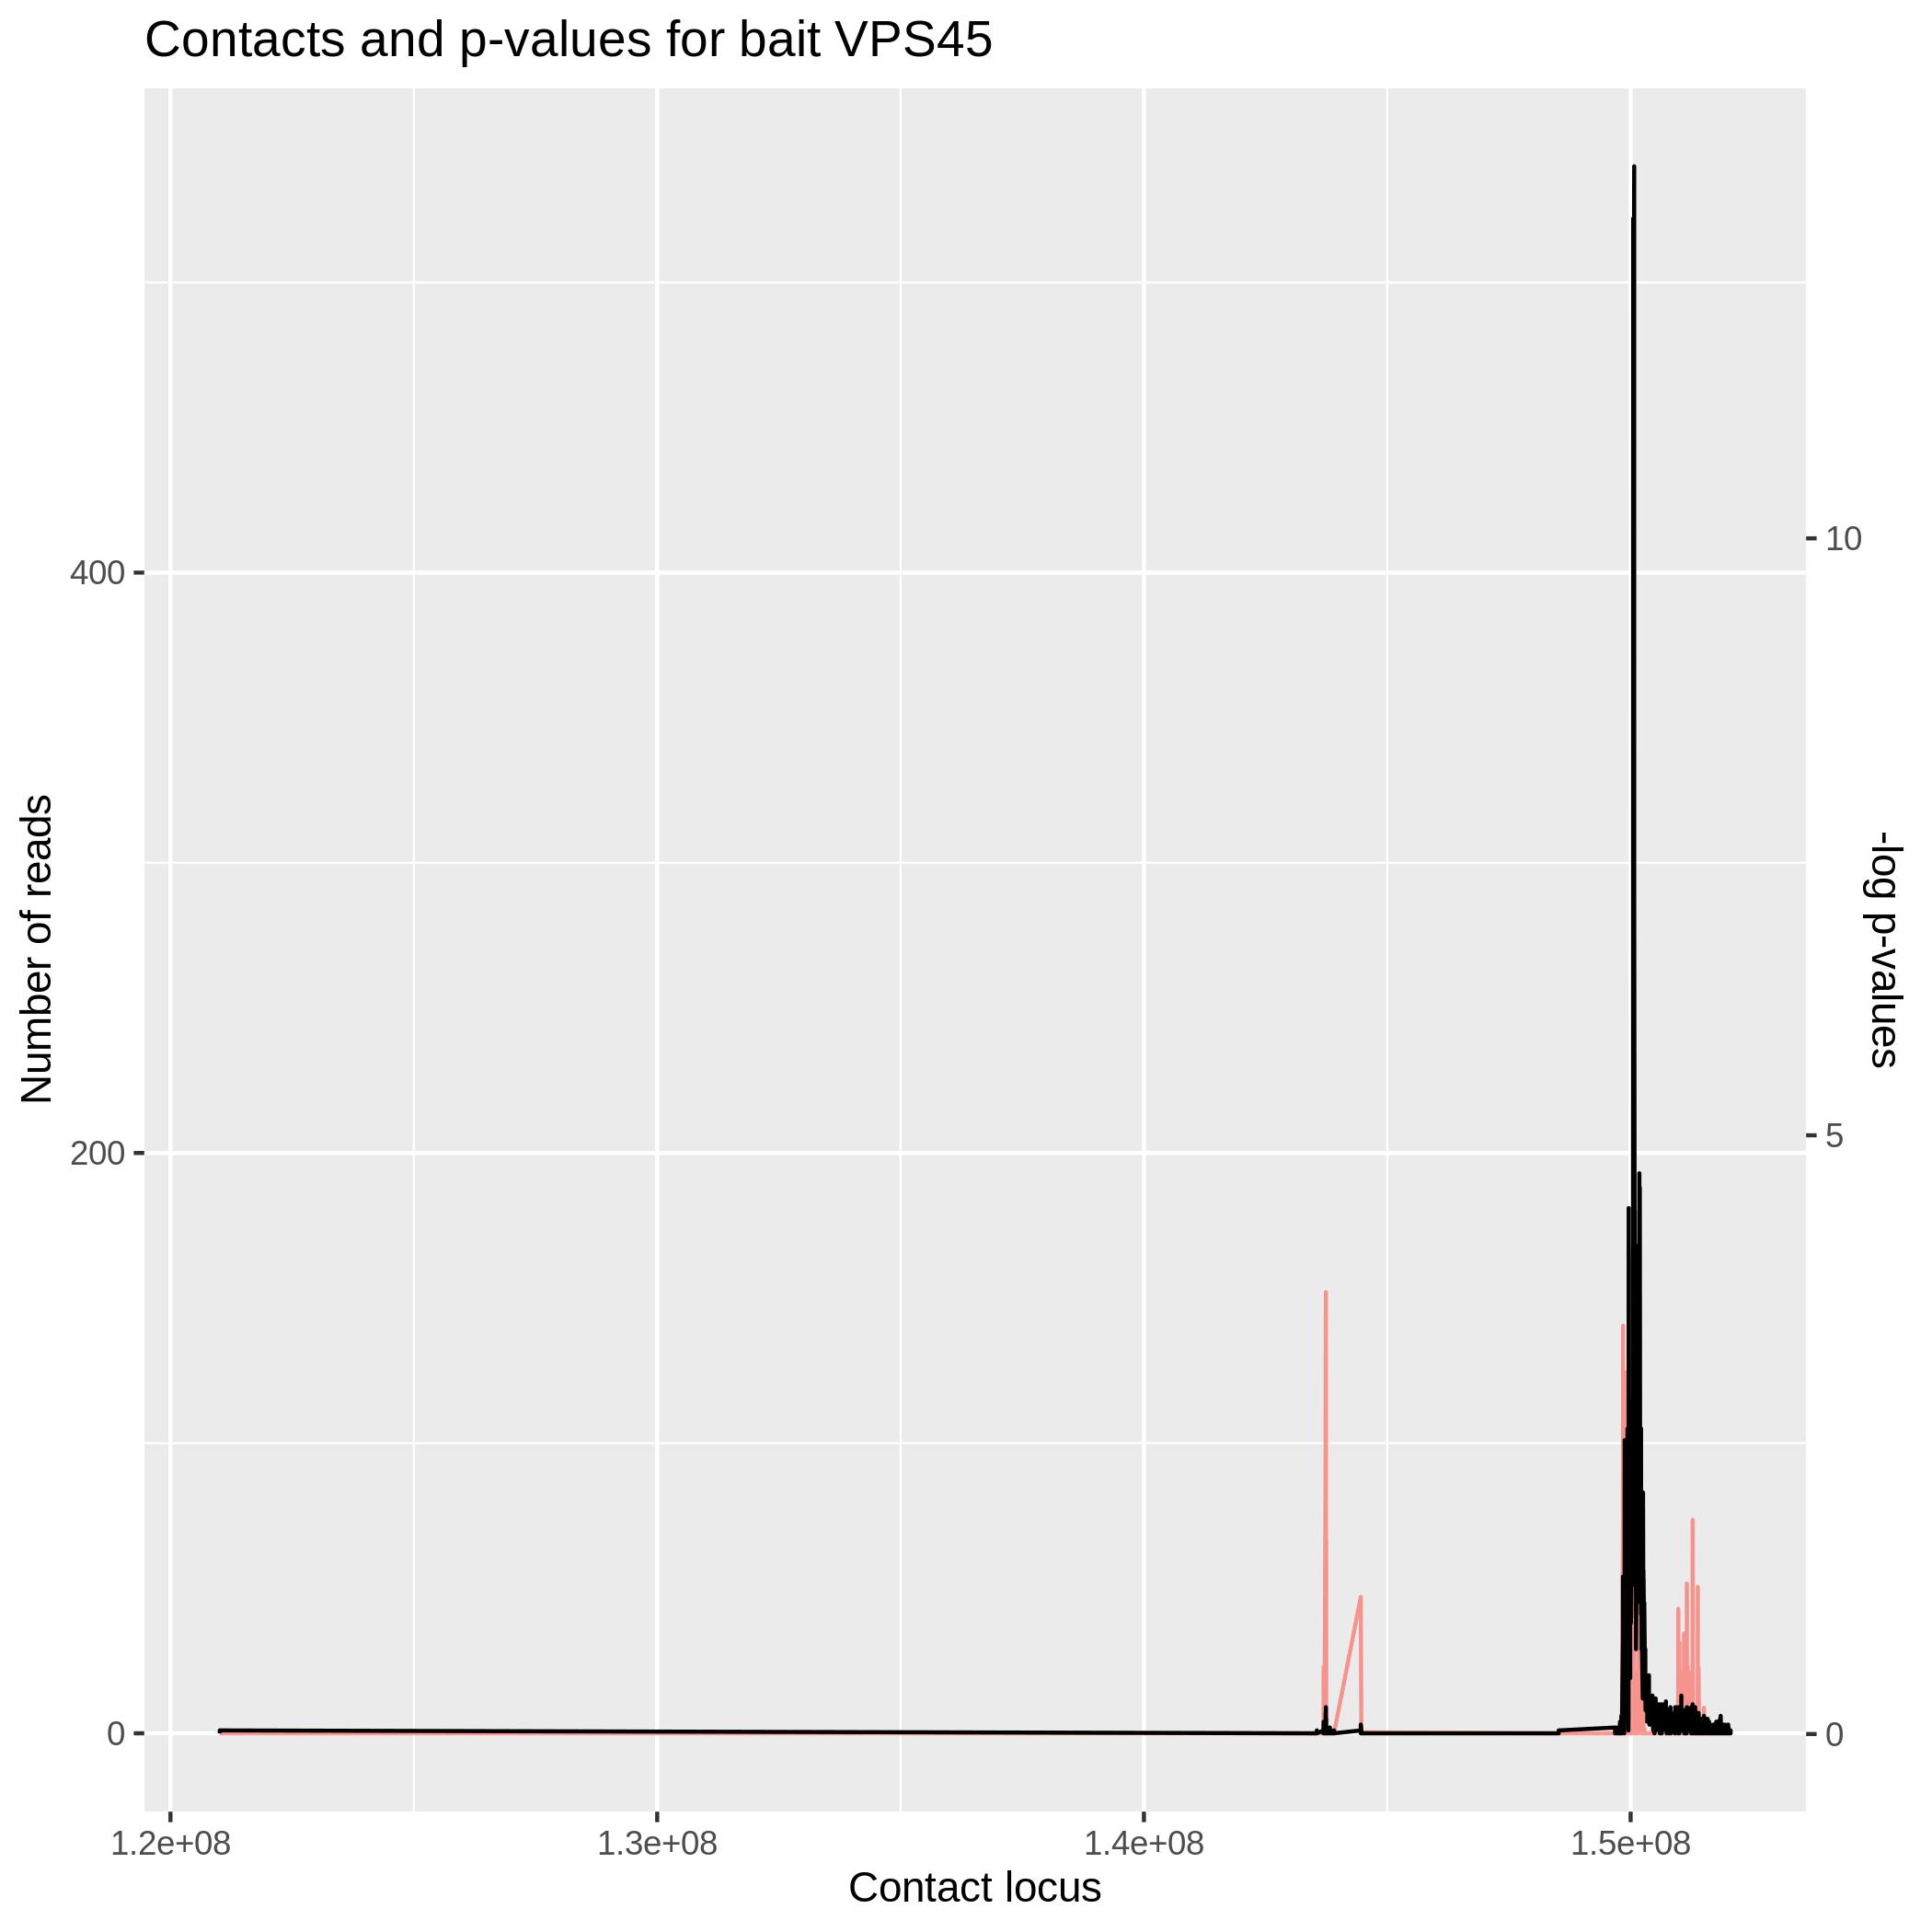 Contacts and p-values for bait VPS45
Number of reads
400
200
0
10
5
0
-log p-values
1.2e+08
1.3e+08
1.4e+08
1.5e+08
Contact locus